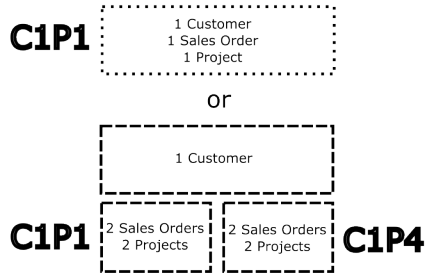 C1P1
1 Customer
1 Sales Order
1 Project
or
1 Customer
C1P1
2 Sales Orders
2 Projects
2 Sales Orders
2 Projects
C1P4